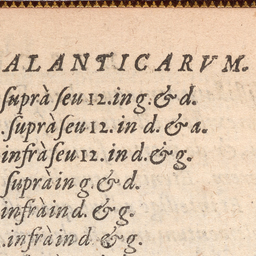 ALANTICARVM.
ſuprà ſeu 12. in g. & d.
.ſuprà ſeu 12. in d. & a.
infrà ſeu 12. in d. & g.
ſuprà in g. & d.
infrà in d. & g.
.infrà in d & g.